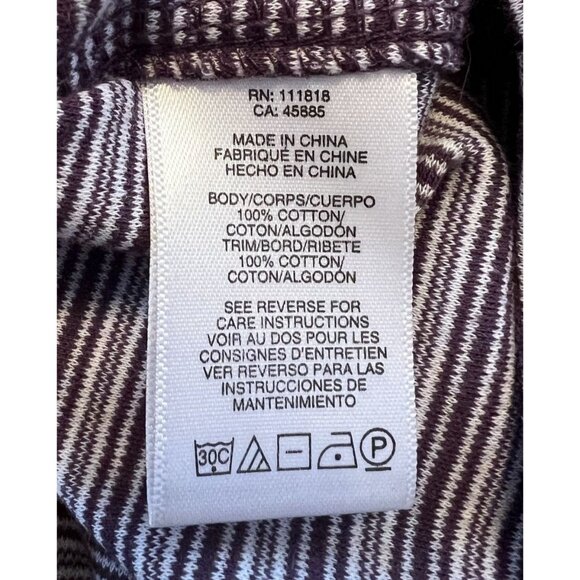 RN: 111818
CA: 45885
MADE IN CHINA
FABRIQUÉ EN CHINE
HECHO EN CHINA
BODY/CORPS/CUERPO
100% COTTON/
COTON/ALGODÓN
TRIM/BORD/RIBETE
100% COTTON/
COTON/ALGODÓN
SEE REVERSE FOR
CARE INSTRUCTIONS
VOIR AU DOS POUR LES
CONSIGNES D'ENTRETIEN
VER REVERSO PARA LAS
INSTRUCCIONES DE
MANTENIMIENTO
30C P